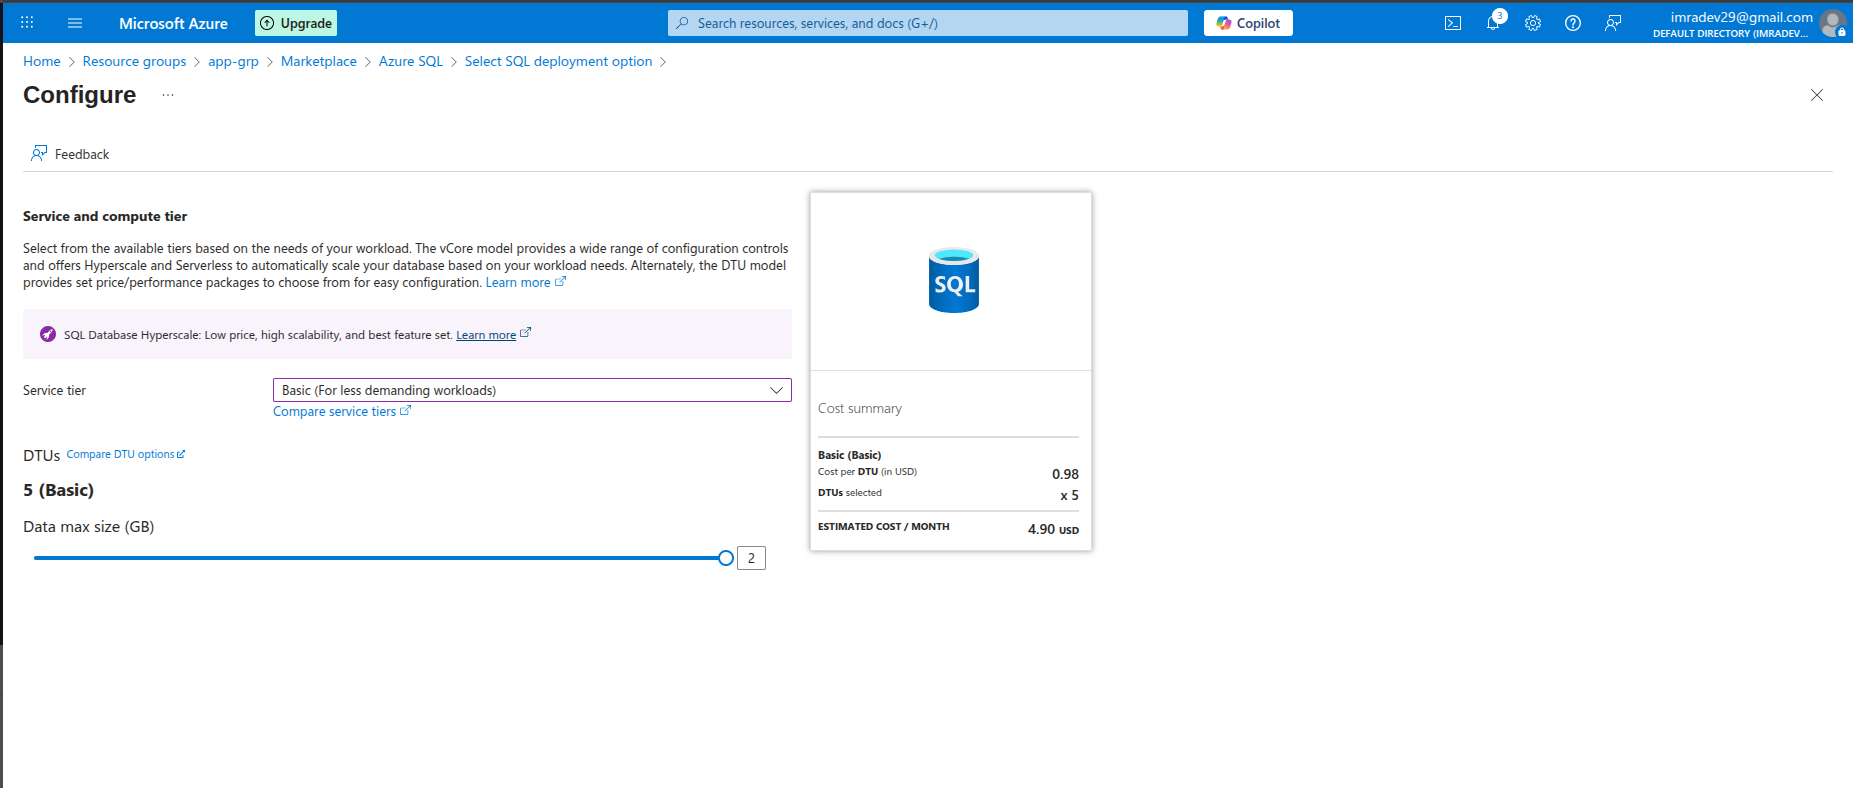 Microsoft Azure
Upgrade
Search resources, services, and docs (G+/)
Copilot
3
imradev29@gmail.com
DEFAULT DIRECTORY (IMRADEV...
Home > Resource groups > app-grp > Marketplace > Azure SQL > Select SQL deployment option >
Configure ...
Feedback
Service and compute tier
Select from the available tiers based on the needs of your workload. The vCore model provides a wide range of configuration controls
and offers Hyperscale and Serverless to automatically scale your database based on your workload needs. Alternately, the DTU model
provides set price/performance packages to choose from for easy configuration. Learn more
SQL Database Hyperscale: Low price, high scalability, and best feature set. Learn more
Service tier
Basic (For less demanding workloads)
Compare service tiers
DTUs Compare DTU options
5 (Basic)
Data max size (GB)
2
SQL
Cost summary
Basic (Basic)
Cost per DTU (in USD) 0.98
DTUs selected x 5
ESTIMATED COST / MONTH 4.90 USD